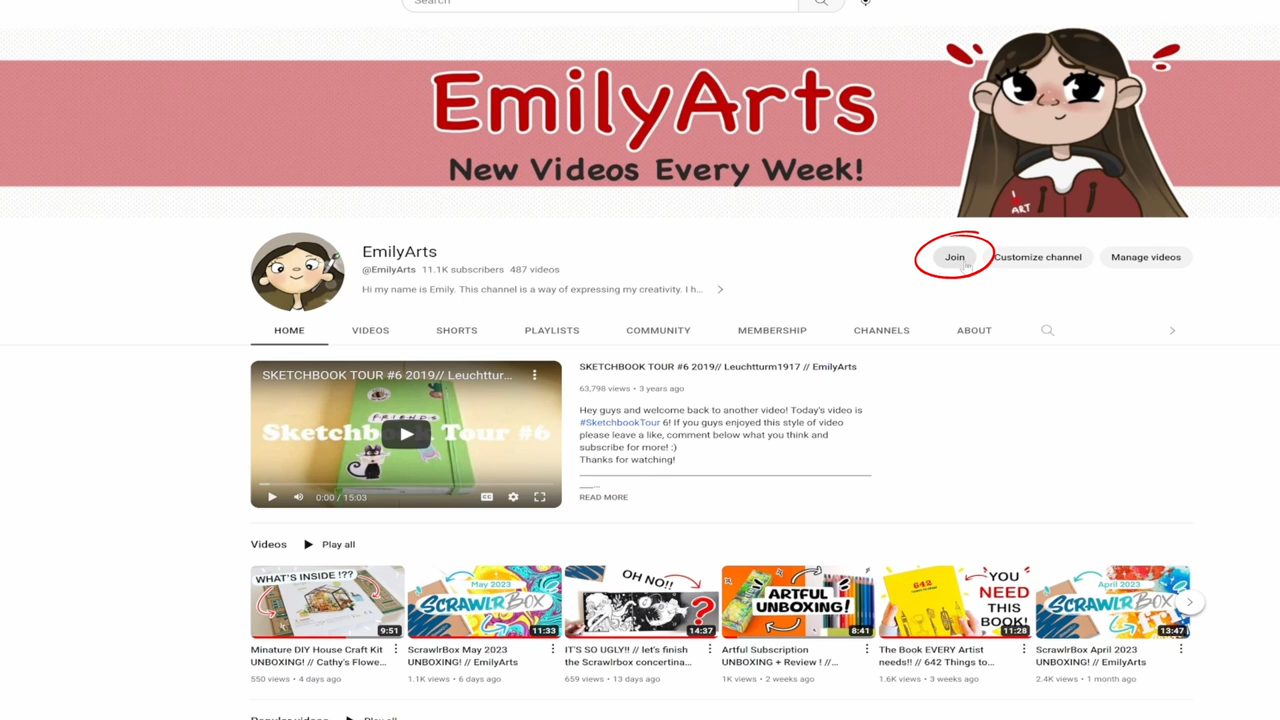 Search
EmilyArts
New Videos Every Week!
I
ART
EmilyArts
@EmilyArts 11.1K subscribers 487 videos
Hi my name is Emily. This channel is a way of expressing my creativity. I h...
Join
Customize channel
Manage videos
HOME VIDEOS SHORTS PLAYLISTS COMMUNITY MEMBERSHIP CHANNELS ABOUT
SKETCHBOOK TOUR #6 2019// Leuchttur...
FRIENDS
Sketchb Tour #6
0:00 / 15:03
CC
SKETCHBOOK TOUR #6 2019// Leuchtturm1917 // EmilyArts
63,798 views • 3 years ago
Hey guys and welcome back to another video! Today's video is
#SketchbookTour 6! If you guys enjoyed this style of video
please leave a like, comment below what you think and
subscribe for more! :)
Thanks for watching!
READ MORE
Videos Play all
WHAT'S INSIDE !??
9:51
Minature DIY House Craft Kit
UNBOXING! // Cathy's Flowe...
550 views • 4 days ago
May 2023
SCRAWLRBOX
11:33
ScrawlrBox May 2023
UNBOXING! // EmilyArts
1.1K views • 6 days ago
OH NO!!
?
14:37
IT'S SO UGLY!! // let's finish
the Scrawlrbox concertina...
659 views • 13 days ago
ARTFUL
UNBOXING!
8:41
Artful Subscription
UNBOXING + Review ! //...
1K views • 2 weeks ago
642
YOU
NEED
THIS
BOOK!
11:28
The Book EVERY Artist
needs!! // 642 Things to...
1.6K views • 3 weeks ago
April 2023
SCRAWLRBOX
13:47
ScrawlrBox April 2023
UNBOXING! // EmilyArts
2.4K views • 1 month ago
Popular videos Play all